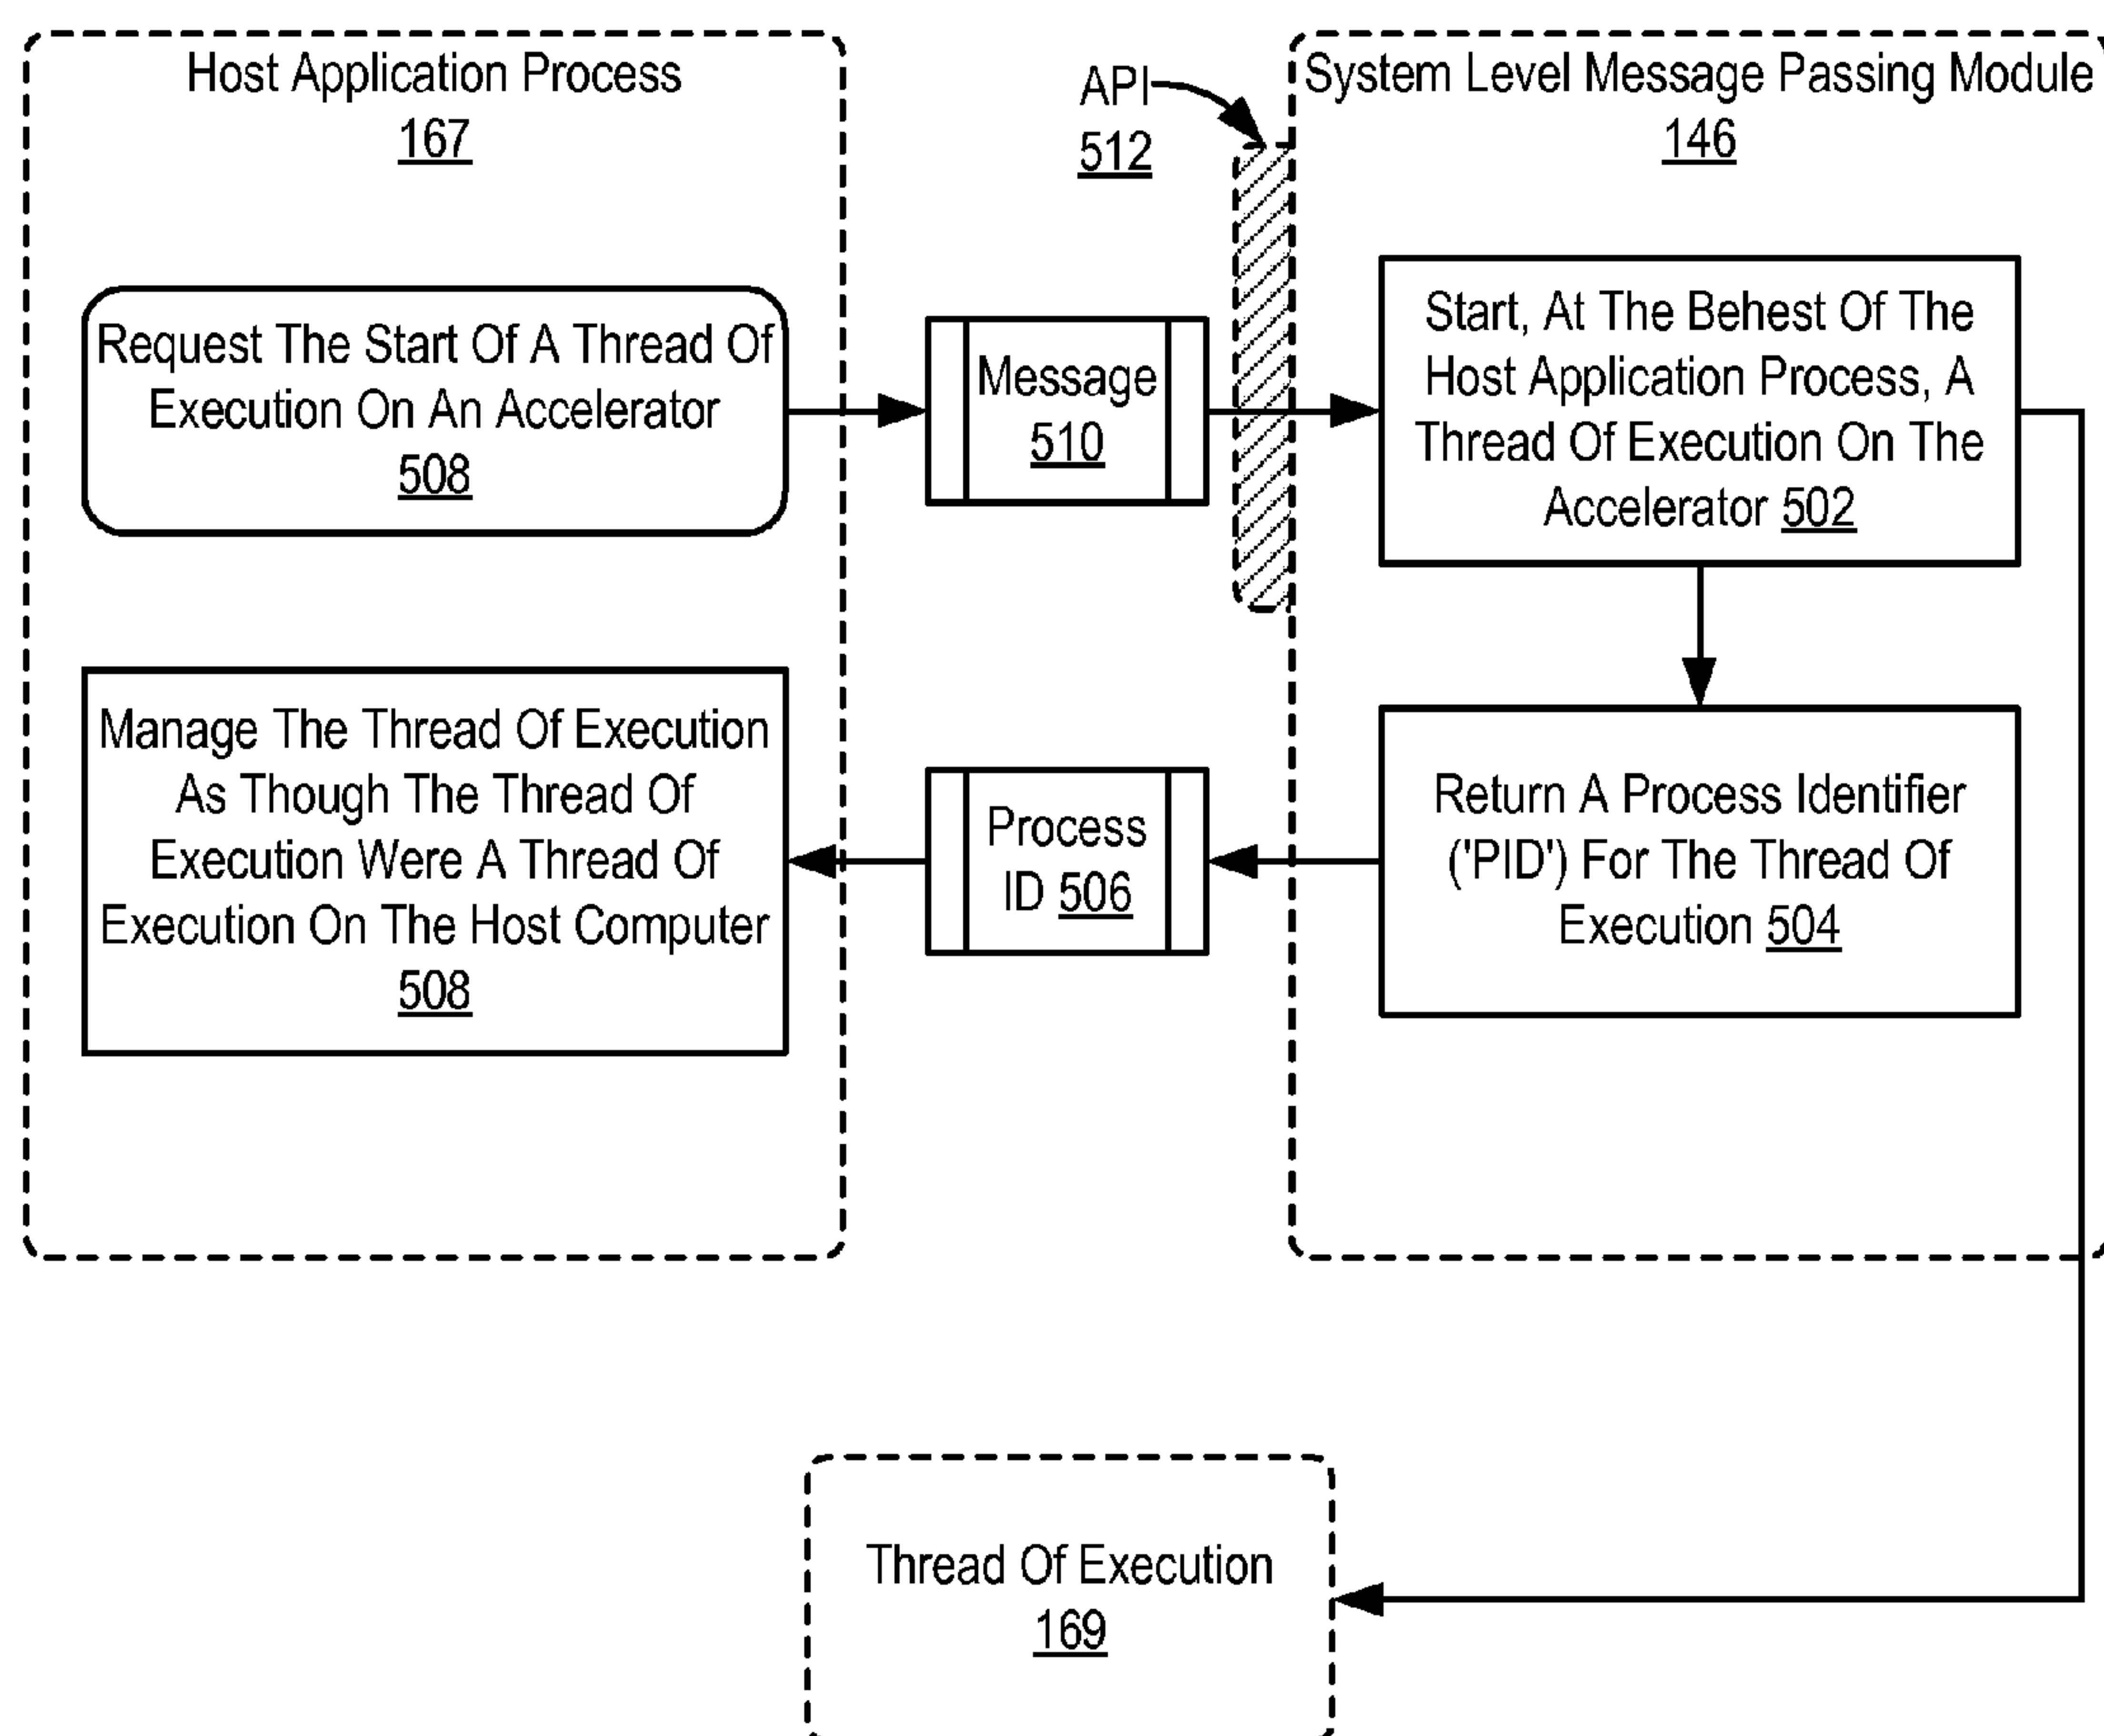 Host Application Process
167
API
512
System Level Message Passing Module
146
Request The Start Of A Thread Of
Execution On An Accelerator
508
Message
510
Start, At The Behest Of The
Host Application Process, A
Thread Of Execution On The
Accelerator 502
Manage The Thread Of Execution
As Though The Thread Of
Execution Were A Thread Of
Execution On The Host Computer
508
Process
ID 506
Return A Process Identifier
('PID') For The Thread Of
Execution 504
Thread Of Execution
169